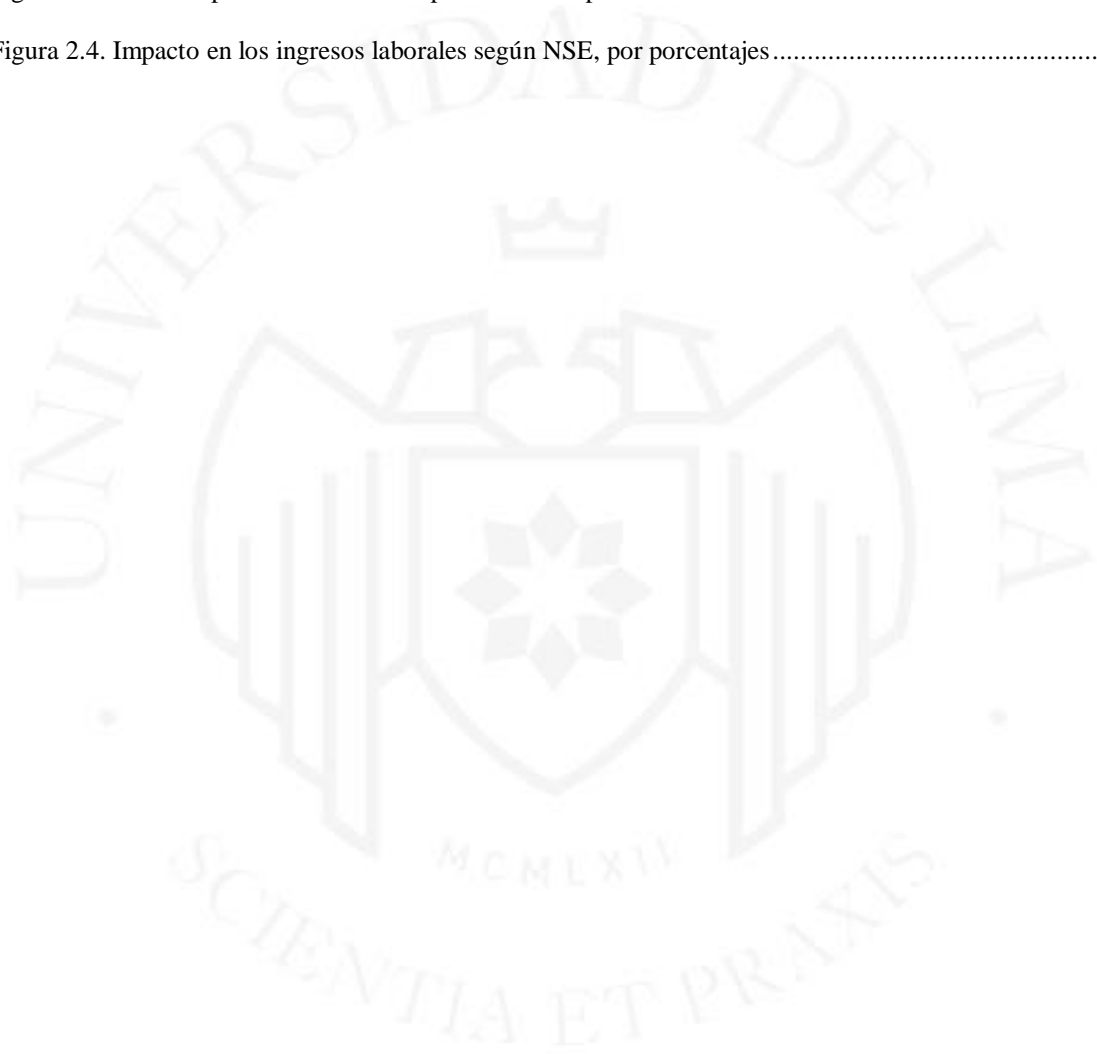 Figura 2.4. Impacto en los ingresos laborales según NSE, por porcentajes...............................................
UNIVERSIDAD DE LIMA
MCMLXII
SCIENTIA ET PRAXIS